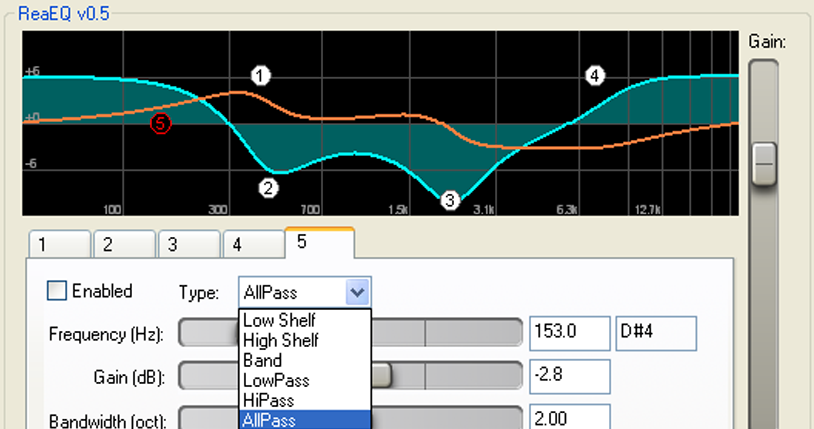 ReaEQ v0.5
Gain:
+6
1
4
+0
5
-6
2
3
100 300 700 1.5k 3.1k 6.3k 12.7k
1 2 3 4 5
Enabled Type: AllPass
Low Shelf
Frequency (Hz): 153.0 D#4
High Shelf
Band
Gain (dB): -2.8
LowPass
HiPass
Bandwidth (oct): AllPass 2.00